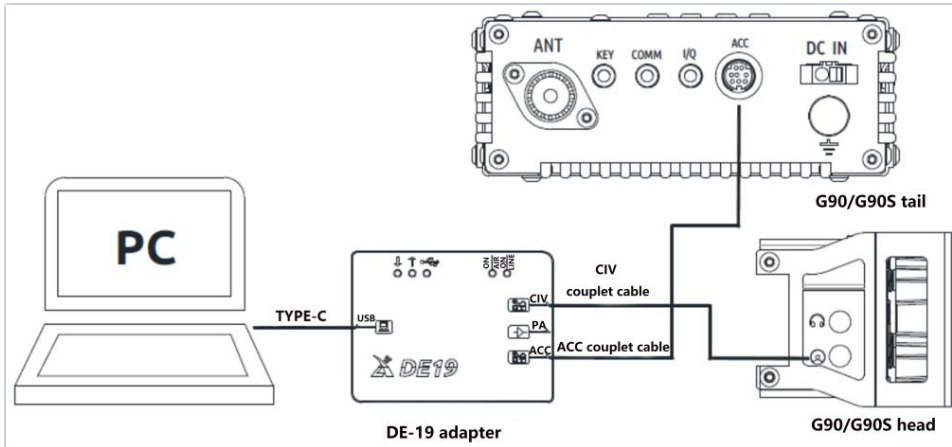 ANT
KEY
COMM
I/Q
ACC
DC IN
G90/G90S tail
PC
TYPE-C
USB
ON AIR
ON LINE
CIV
PA
ACC
DE19
CIV
couplet cable
ACC couplet cable
DE-19 adapter
G90/G90S head